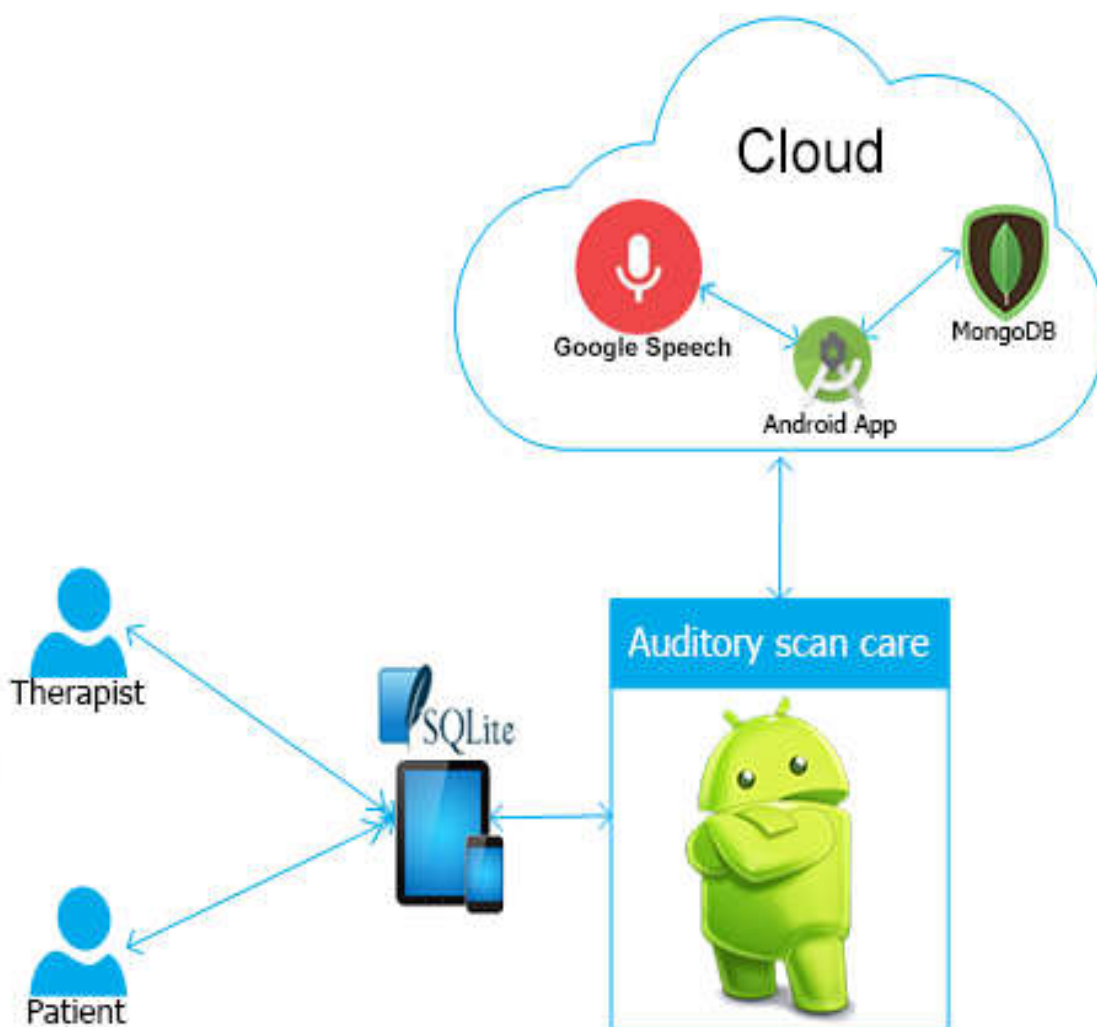 Cloud
Google Speech
MongoDB
Android App
Auditory scan care
Therapist
SQLite
Patient